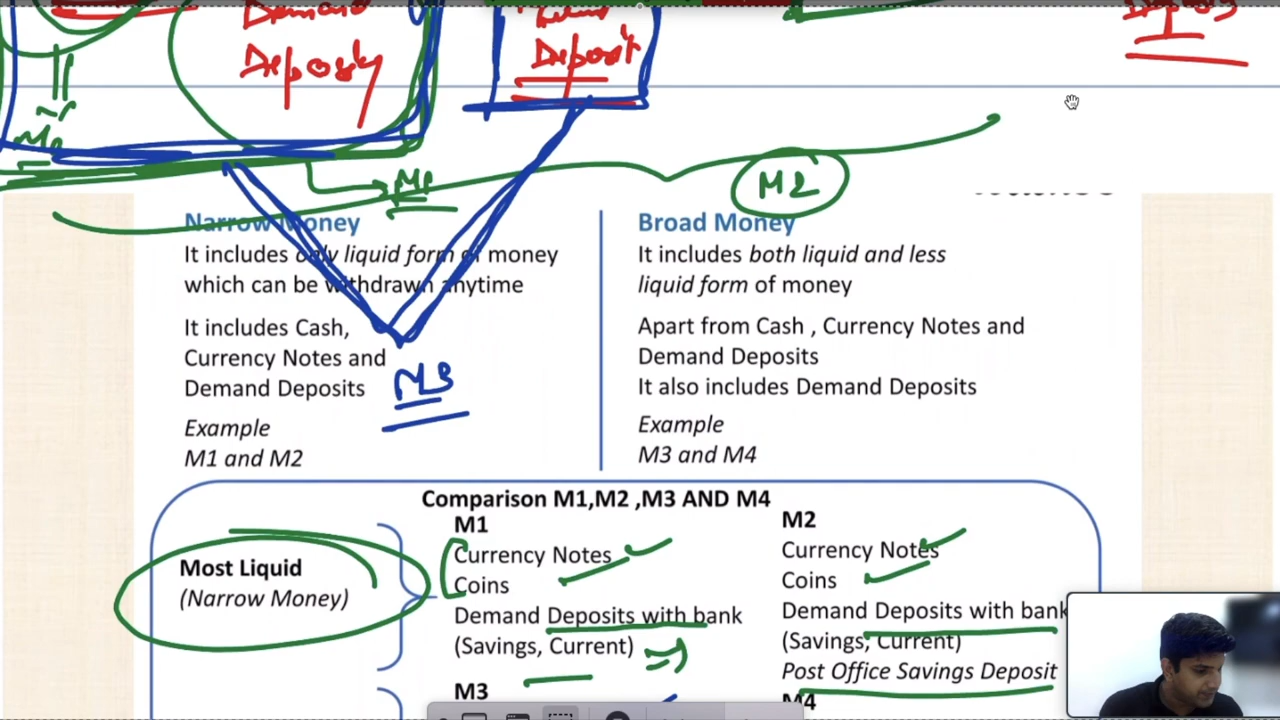 Demand
Deposit
Deposits
M1
M2
Narrow Money
Broad Money
It includes only liquid form of money
which can be withdrawn anytime
It includes both liquid and less
liquid form of money
It includes Cash,
Currency Notes and
Demand Deposits
Apart from Cash , Currency Notes and
Demand Deposits
It also includes Demand Deposits
M3
Example
M1 and M2
Example
M3 and M4
Comparison M1,M2 ,M3 AND M4
Most Liquid
(Narrow Money)
M1
Currency Notes
Coins
Demand Deposits with bank
(Savings, Current)
M3
M2
Currency Notes
Coins
Demand Deposits with bank
(Savings, Current)
Post Office Savings Deposit
M4